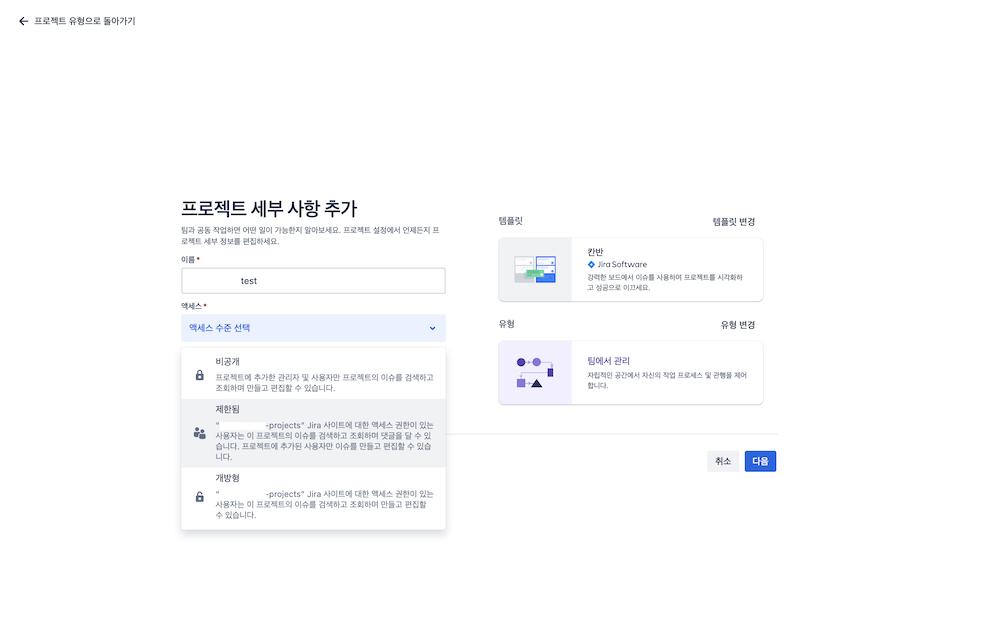 프로젝트 유형으로 돌아가기
프로젝트 세부 사항 추가
팀과 공동 작업하면 어떤 일이 가능한지 알아보세요. 프로젝트 설정에서 언제든지 프
로젝트 세부 정보를 편집하세요.
이름*
test
액세스*
액세스 수준 선택
비공개
프로젝트에 추가한 관리자 및 사용자만 프로젝트의 이슈를 검색하고
조회하며 만들고 편집할 수 있습니다.
제한됨
" -projects" Jira 사이트에 대한 액세스 권한이 있는
사용자는 이 프로젝트의 이슈를 검색하고 조회하며 댓글을 달 수 있
습니다. 프로젝트에 추가된 사용자만 이슈를 만들고 편집할 수 있습
니다.
개방형
" -projects" Jira 사이트에 대한 액세스 권한이 있는
사용자는 이 프로젝트의 이슈를 검색하고 조회하며 만들고 편집할
수 있습니다.
템플릿
템플릿 변경
칸반
Jira Software
강력한 보드에서 이슈를 사용하여 프로젝트를 시각화하
고 성공으로 이끄세요.
유형
유형 변경
팀에서 관리
자립적인 공간에서 자신의 작업 프로세스 및 관행을 제어
합니다.
취소
다음